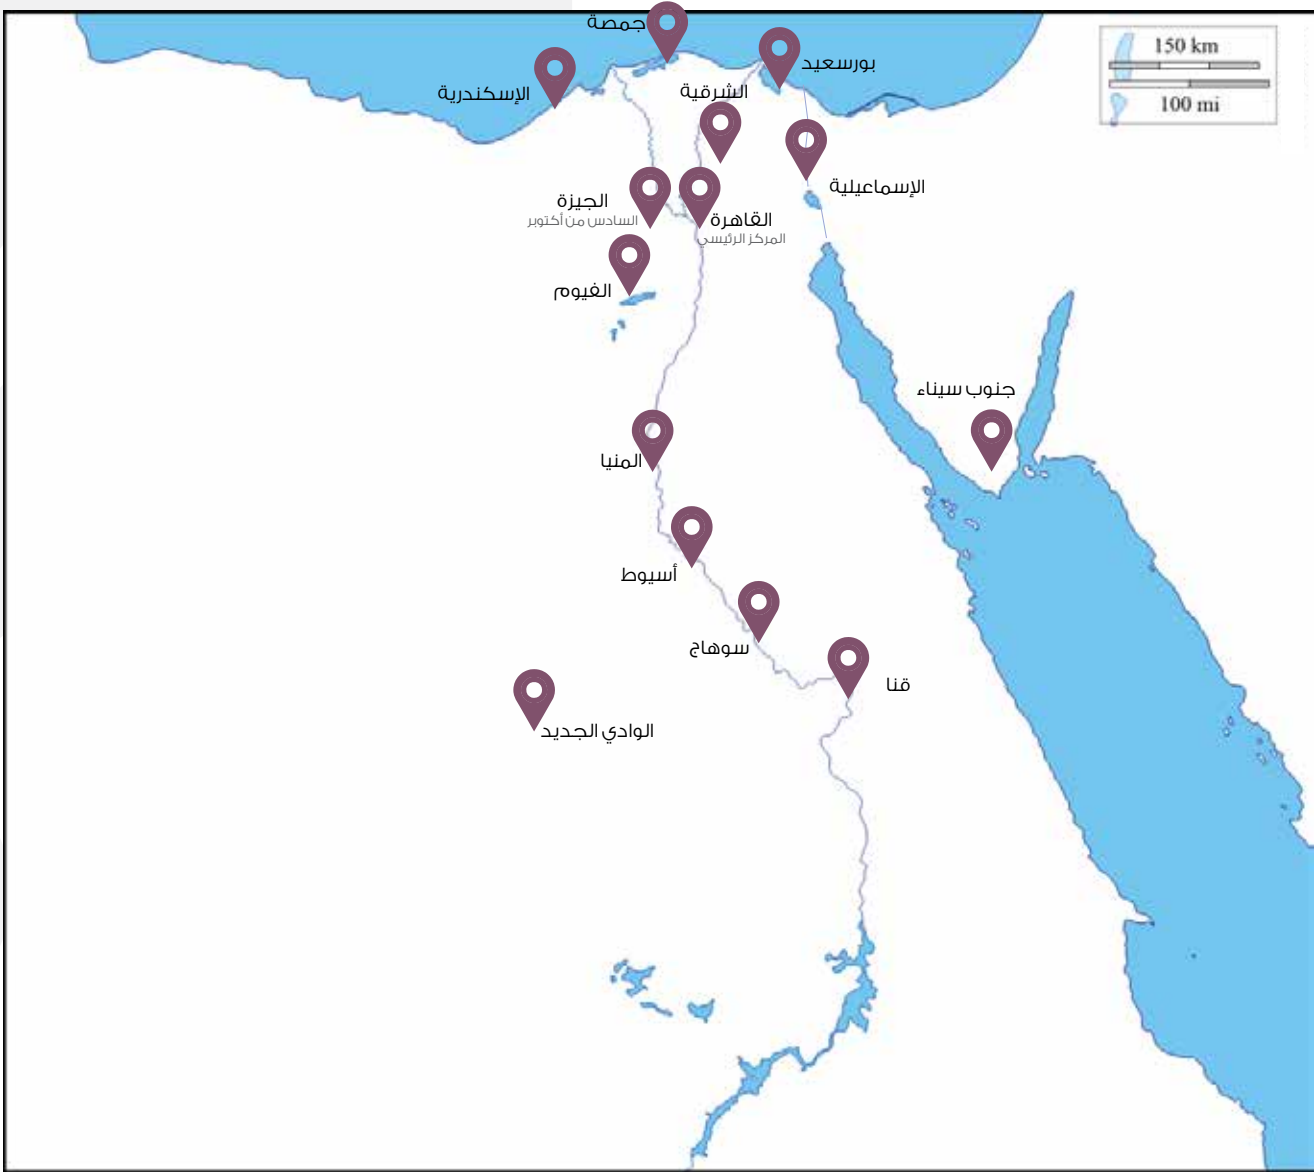 جمصة
150 km
بورسعيد
الشرقية
الإسكندرية
100 mi
الإسماعيلية
الجيزة
السادس من أكتوبر
القاهرة
المركز الرئيسي
الفيوم
جنوب سيناء
المنيا
أسيوط
سوهاج
قنا
الوادي الجديد